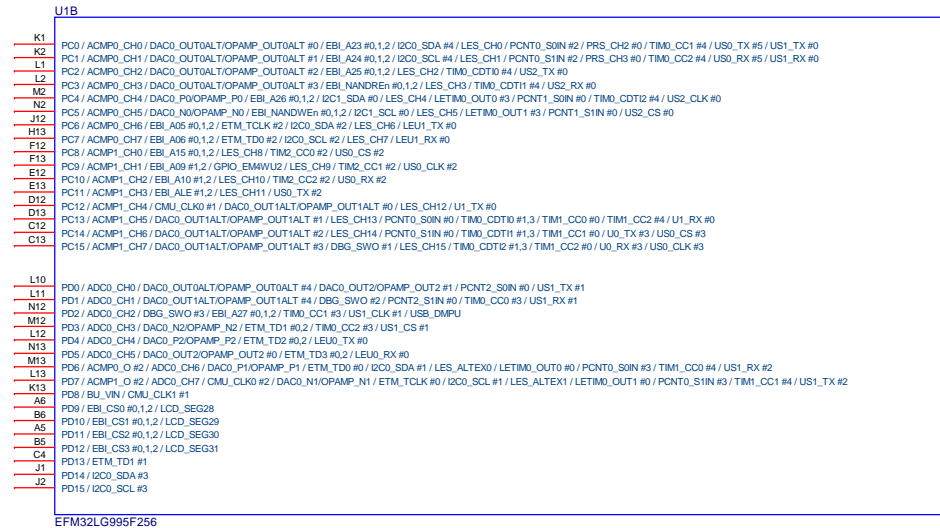 U1B
K1 PC0 / ACMP0_CH0 / DAC0_OUT0ALT/OPAMP_OUT0ALT #0 / EBI_A23 #0,1,2 / I2C0_SDA #4 / LES_CH0 / PCNT0_S0IN #2 / PRS_CH2 #0 / TIM0_CC1 #4 / US0_TX #5 / US1_TX #0
K2 PC1 / ACMP0_CH1 / DAC0_OUT0ALT/OPAMP_OUT0ALT #1 / EBI_A24 #0,1,2 / I2C0_SCL #4 / LES_CH1 / PCNT0_S1IN #2 / PRS_CH3 #0 / TIM0_CC2 #4 / US0_RX #5 / US1_RX #0
L1 PC2 / ACMP0_CH2 / DAC0_OUT0ALT/OPAMP_OUT0ALT #2 / EBI_A25 #0,1,2 / LES_CH2 / TIM0_CDTI0 #4 / US2_TX #0
L2 PC3 / ACMP0_CH3 / DAC0_OUT0ALT/OPAMP_OUT0ALT #3 / EBI_NANDREn #0,1,2 / LES_CH3 / TIM0_CDTI1 #4 / US2_RX #0
M2 PC4 / ACMP0_CH4 / DAC0_P0/OPAMP_P0 / EBI_A26 #0,1,2 / I2C1_SDA #0 / LES_CH4 / LETIM0_OUT0 #3 / PCNT1_S0IN #0 / TIM0_CDTI2 #4 / US2_CLK #0
N2 PC5 / ACMP0_CH5 / DAC0_N0/OPAMP_N0 / EBI_NANDWEn #0,1,2 / I2C1_SCL #0 / LES_CH5 / LETIM0_OUT1 #3 / PCNT1_S1IN #0 / US2_CS #0
J12 PC6 / ACMP0_CH6 / EBI_A05 #0,1,2 / ETM_TCLK #2 / I2C0_SDA #2 / LES_CH6 / LEU1_TX #0
H13 PC7 / ACMP0_CH7 / EBI_A06 #0,1,2 / ETM_TD0 #2 / I2C0_SCL #2 / LES_CH7 / LEU1_RX #0
F12 PC8 / ACMP1_CH0 / EBI_A15 #0,1,2 / LES_CH8 / TIM2_CC0 #2 / US0_CS #2
F13 PC9 / ACMP1_CH1 / EBI_A09 #1,2 / GPIO_EM4WU2 / LES_CH9 / TIM2_CC1 #2 / US0_CLK #2
E12 PC10 / ACMP1_CH2 / EBI_A10 #1,2 / LES_CH10 / TIM2_CC2 #2 / US0_RX #2
E13 PC11 / ACMP1_CH3 / EBI_ALE #1,2 / LES_CH11 / US0_TX #2
D12 PC12 / ACMP1_CH4 / CMU_CLK0 #1 / DAC0_OUT1ALT/OPAMP_OUT1ALT #0 / LES_CH12 / U1_TX #0
D13 PC13 / ACMP1_CH5 / DAC0_OUT1ALT/OPAMP_OUT1ALT #1 / LES_CH13 / PCNT0_S0IN #0 / TIM0_CDTI0 #1,3 / TIM1_CC0 #0 / TIM1_CC2 #4 / U1_RX #0
C12 PC14 / ACMP1_CH6 / DAC0_OUT1ALT/OPAMP_OUT1ALT #2 / LES_CH14 / PCNT0_S1IN #0 / TIM0_CDTI1 #1,3 / TIM1_CC1 #0 / U0_TX #3 / US0_CS #3
C13 PC15 / ACMP1_CH7 / DAC0_OUT1ALT/OPAMP_OUT1ALT #3 / DBG_SWO #1 / LES_CH15 / TIM0_CDTI2 #1,3 / TIM1_CC2 #0 / U0_RX #3 / US0_CLK #3
L10 PD0 / ADC0_CH0 / DAC0_OUT0ALT/OPAMP_OUT0ALT #4 / DAC0_OUT2/OPAMP_OUT2 #1 / PCNT2_S0IN #0 / US1_TX #1
L11 PD1 / ADC0_CH1 / DAC0_OUT1ALT/OPAMP_OUT1ALT #4 / DBG_SWO #2 / PCNT2_S1IN #0 / TIM0_CC0 #3 / US1_RX #1
N12 PD2 / ADC0_CH2 / DBG_SWO #3 / EBI_A27 #0,1,2 / TIM0_CC1 #3 / US1_CLK #1 / USB_DMPU
M12 PD3 / ADC0_CH3 / DAC0_N2/OPAMP_N2 / ETM_TD1 #0,2 / TIM0_CC2 #3 / US1_CS #1
L12 PD4 / ADC0_CH4 / DAC0_P2/OPAMP_P2 / ETM_TD2 #0,2 / LEU0_TX #0
N13 PD5 / ADC0_CH5 / DAC0_OUT2/OPAMP_OUT2 #0 / ETM_TD3 #0,2 / LEU0_RX #0
M13 PD6 / ACMP0_O #2 / ADC0_CH6 / DAC0_P1/OPAMP_P1 / ETM_TD0 #0 / I2C0_SDA #1 / LES_ALTEX0 / LETIM0_OUT0 #0 / PCNT0_S0IN #3 / TIM1_CC0 #4 / US1_RX #2
L13 PD7 / ACMP1_O #2 / ADC0_CH7 / CMU_CLK0 #2 / DAC0_N1/OPAMP_N1 / ETM_TCLK #0 / I2C0_SCL #1 / LES_ALTEX1 / LETIM0_OUT1 #0 / PCNT0_S1IN #3 / TIM1_CC1 #4 / US1_TX #2
K13 PD8 / BU_VIN / CMU_CLK1 #1
A6 PD9 / EBI_CS0 #0,1,2 / LCD_SEG28
B6 PD10 / EBI_CS1 #0,1,2 / LCD_SEG29
A5 PD11 / EBI_CS2 #0,1,2 / LCD_SEG30
B5 PD12 / EBI_CS3 #0,1,2 / LCD_SEG31
C4 PD13 / ETM_TD1 #1
J1 PD14 / I2C0_SDA #3
J2 PD15 / I2C0_SCL #3
EFM32LG995F256